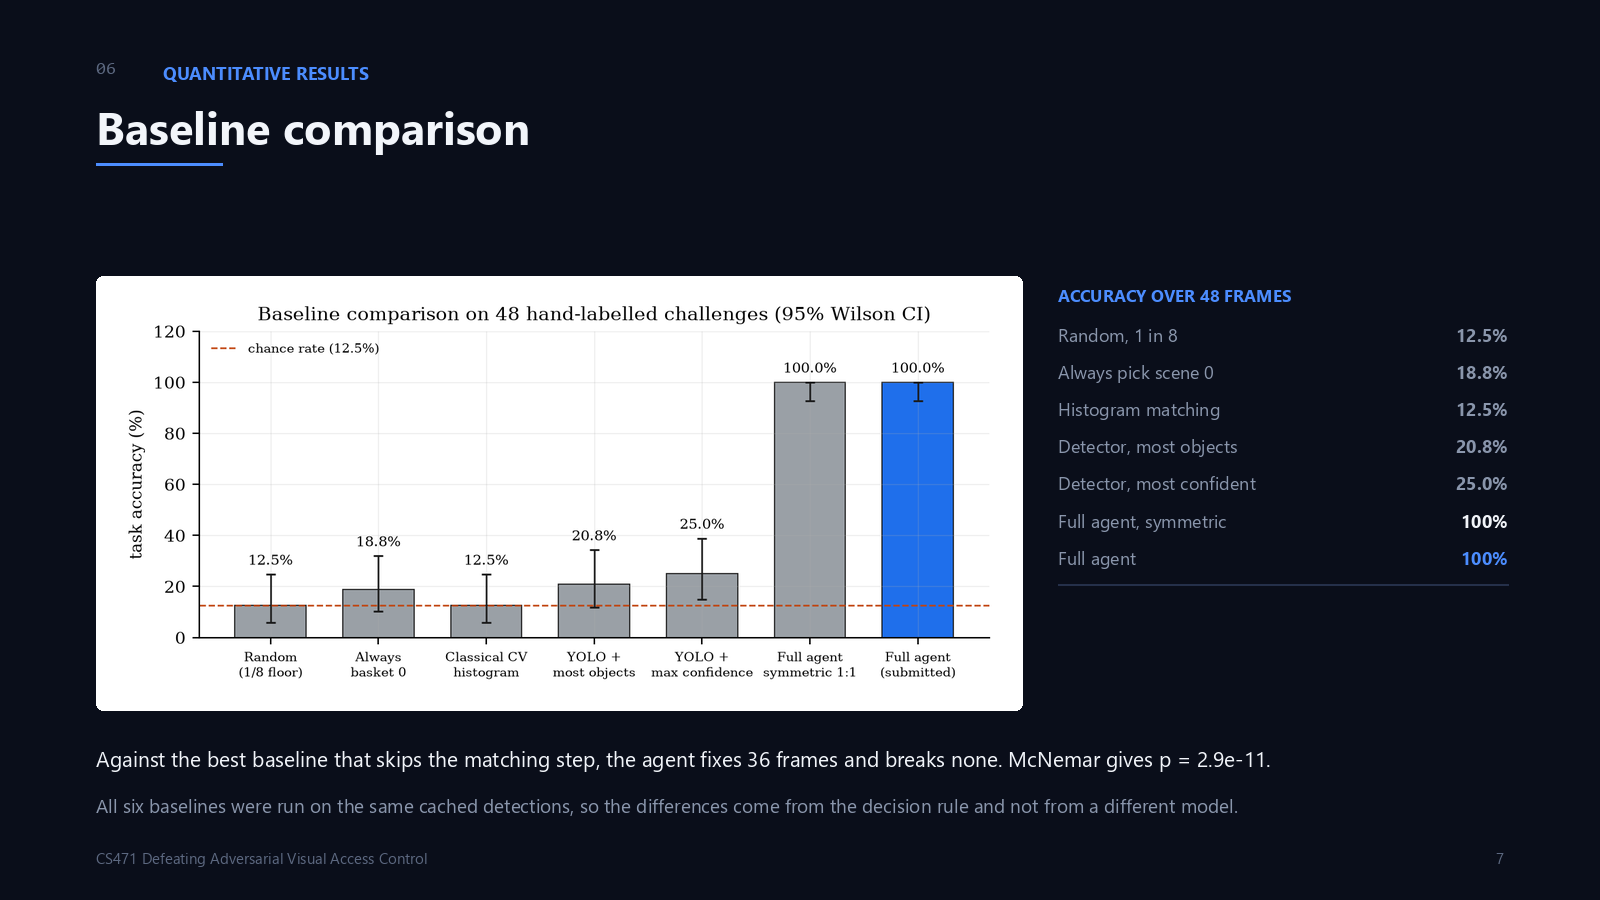 06
QUANTITATIVE RESULTS
Baseline comparison
Baseline comparison on 48 hand-labelled challenges (95% Wilson CI)
chance rate (12.5%)
task accuracy (%)
120
100
80
60
40
20
0
12.5%
18.8%
12.5%
20.8%
25.0%
100.0%
100.0%
Random
(1/8 floor)
Always
basket 0
Classical CV
histogram
YOLO +
most objects
YOLO +
max confidence
Full agent
symmetric 1:1
Full agent
(submitted)
ACCURACY OVER 48 FRAMES
Random, 1 in 8 12.5%
Always pick scene 0 18.8%
Histogram matching 12.5%
Detector, most objects 20.8%
Detector, most confident 25.0%
Full agent, symmetric 100%
Full agent 100%
Against the best baseline that skips the matching step, the agent fixes 36 frames and breaks none. McNemar gives p = 2.9e-11.
All six baselines were run on the same cached detections, so the differences come from the decision rule and not from a different model.
CS471 Defeating Adversarial Visual Access Control
7